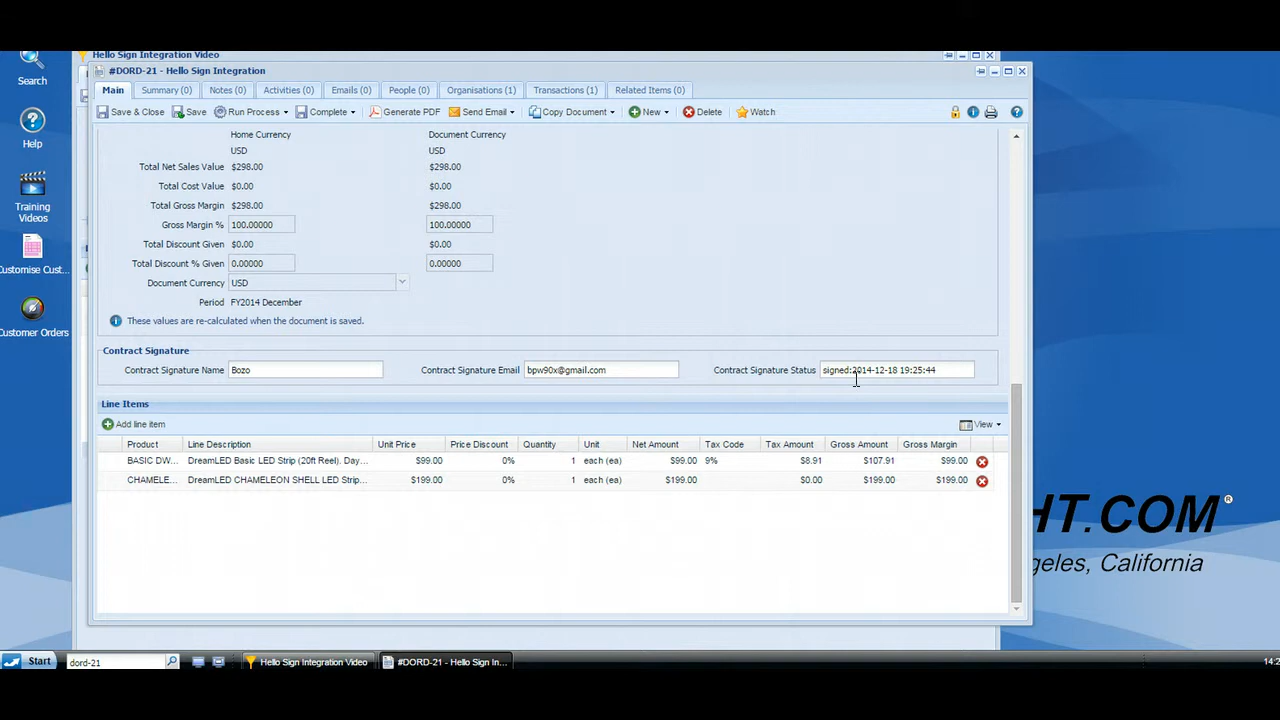 Hello Sign Integration Video
#DORD-21 - Hello Sign Integration
Main Summary (0) Notes (0) Activities (0) Emails (0) People (0) Organisations (1) Transactions (1) Related Items (0)
Save & Close Save Run Process Complete Generate PDF Send Email Copy Document New Delete Watch
Search
Help
Training
Videos
Customise Cust...
Customer Orders
Home Currency Document Currency
USD USD
Total Net Sales Value $298.00 $298.00
Total Cost Value $0.00 $0.00
Total Gross Margin $298.00 $298.00
Gross Margin % 100.00000 100.00000
Total Discount Given $0.00 $0.00
Total Discount % Given 0.00000 0.00000
Document Currency USD
Period FY2014 December
These values are re-calculated when the document is saved.
Contract Signature
Contract Signature Name Bozo Contract Signature Email bpw90x@gmail.com Contract Signature Status signed:2014-12-18 19:25:44
Line Items
Add line item View
Product Line Description Unit Price Price Discount Quantity Unit Net Amount Tax Code Tax Amount Gross Amount Gross Margin
BASIC DW... DreamLED Basic LED Strip (20ft Reel). Day... $99.00 0% 1 each (ea) $99.00 9% $8.91 $107.91 $99.00
CHAMELE... DreamLED CHAMELEON SHELL LED Strip... $199.00 0% 1 each (ea) $199.00 $0.00 $199.00 $199.00
HT.COM®
geles, California
Start dord-21 Hello Sign Integration Video #DORD-21 - Hello Sign In... 14:2